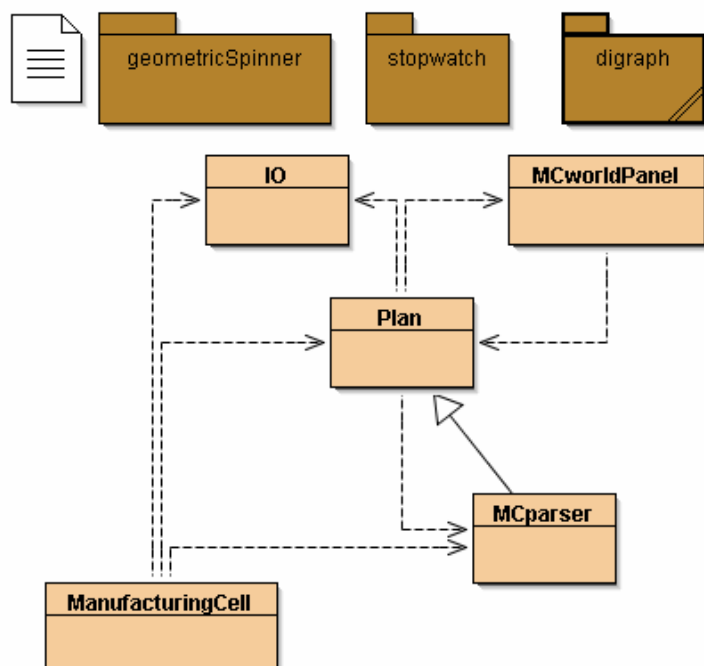 geometricSpinner
stopwatch
digraph
IO
MCworldPanel
Plan
MCparser
ManufacturingCell